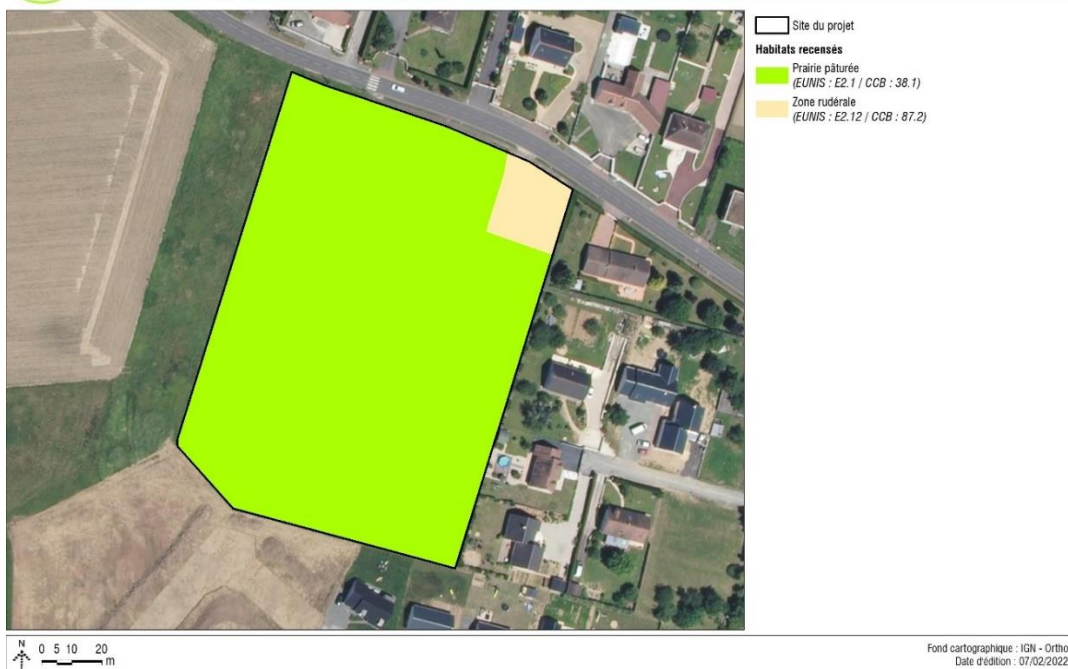 Site du projet
Habitats recensés
Prairie pâturée
(EUNIS : E2.1 / CCB : 38.1)
Zone rudérale
(EUNIS : E2.12 / CCB : 87.2)
N
0 5 10 20
m
Fond cartographique : IGN - Ortho
Date d'édition : 07/02/2022